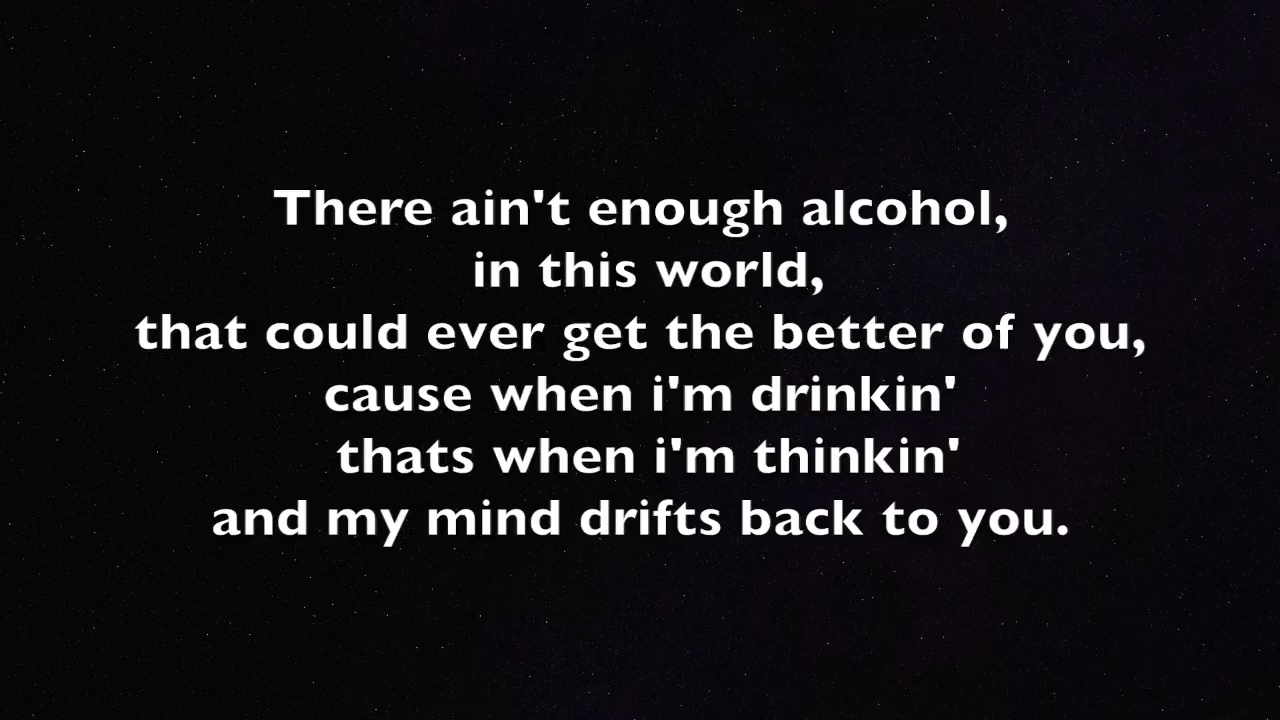 There ain't enough alcohol,
in this world,
that could ever get the better of you,
cause when i'm drinkin'
thats when i'm thinkin'
and my mind drifts back to you.